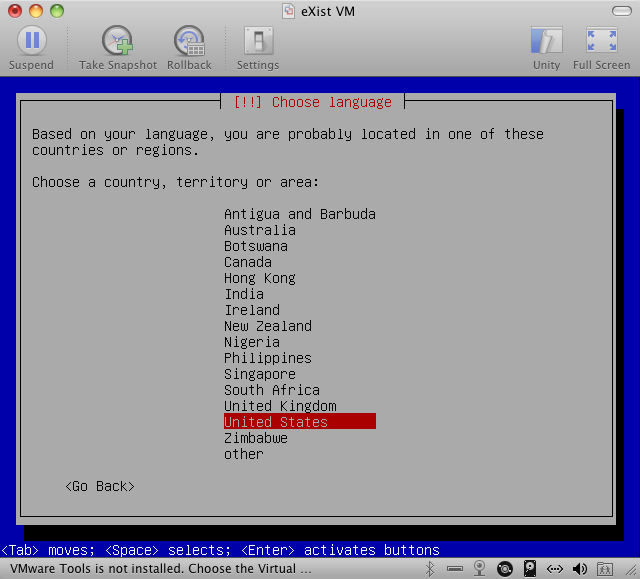 eXist VM
Suspend
Take Snapshot
Rollback
Settings
Unity
Full Screen
[!!] Choose language
Based on your language, you are probably located in one of these
countries or regions.
Choose a country, territory or area:
Antigua and Barbuda
Australia
Botswana
Canada
Hong Kong
India
Ireland
New Zealand
Nigeria
Philippines
Singapore
South Africa
United Kingdom
United States
Zimbabwe
other
<Go Back>
<Tab> moves; <Space> selects; <Enter> activates buttons
VMware Tools is not installed. Choose the Virtual ...